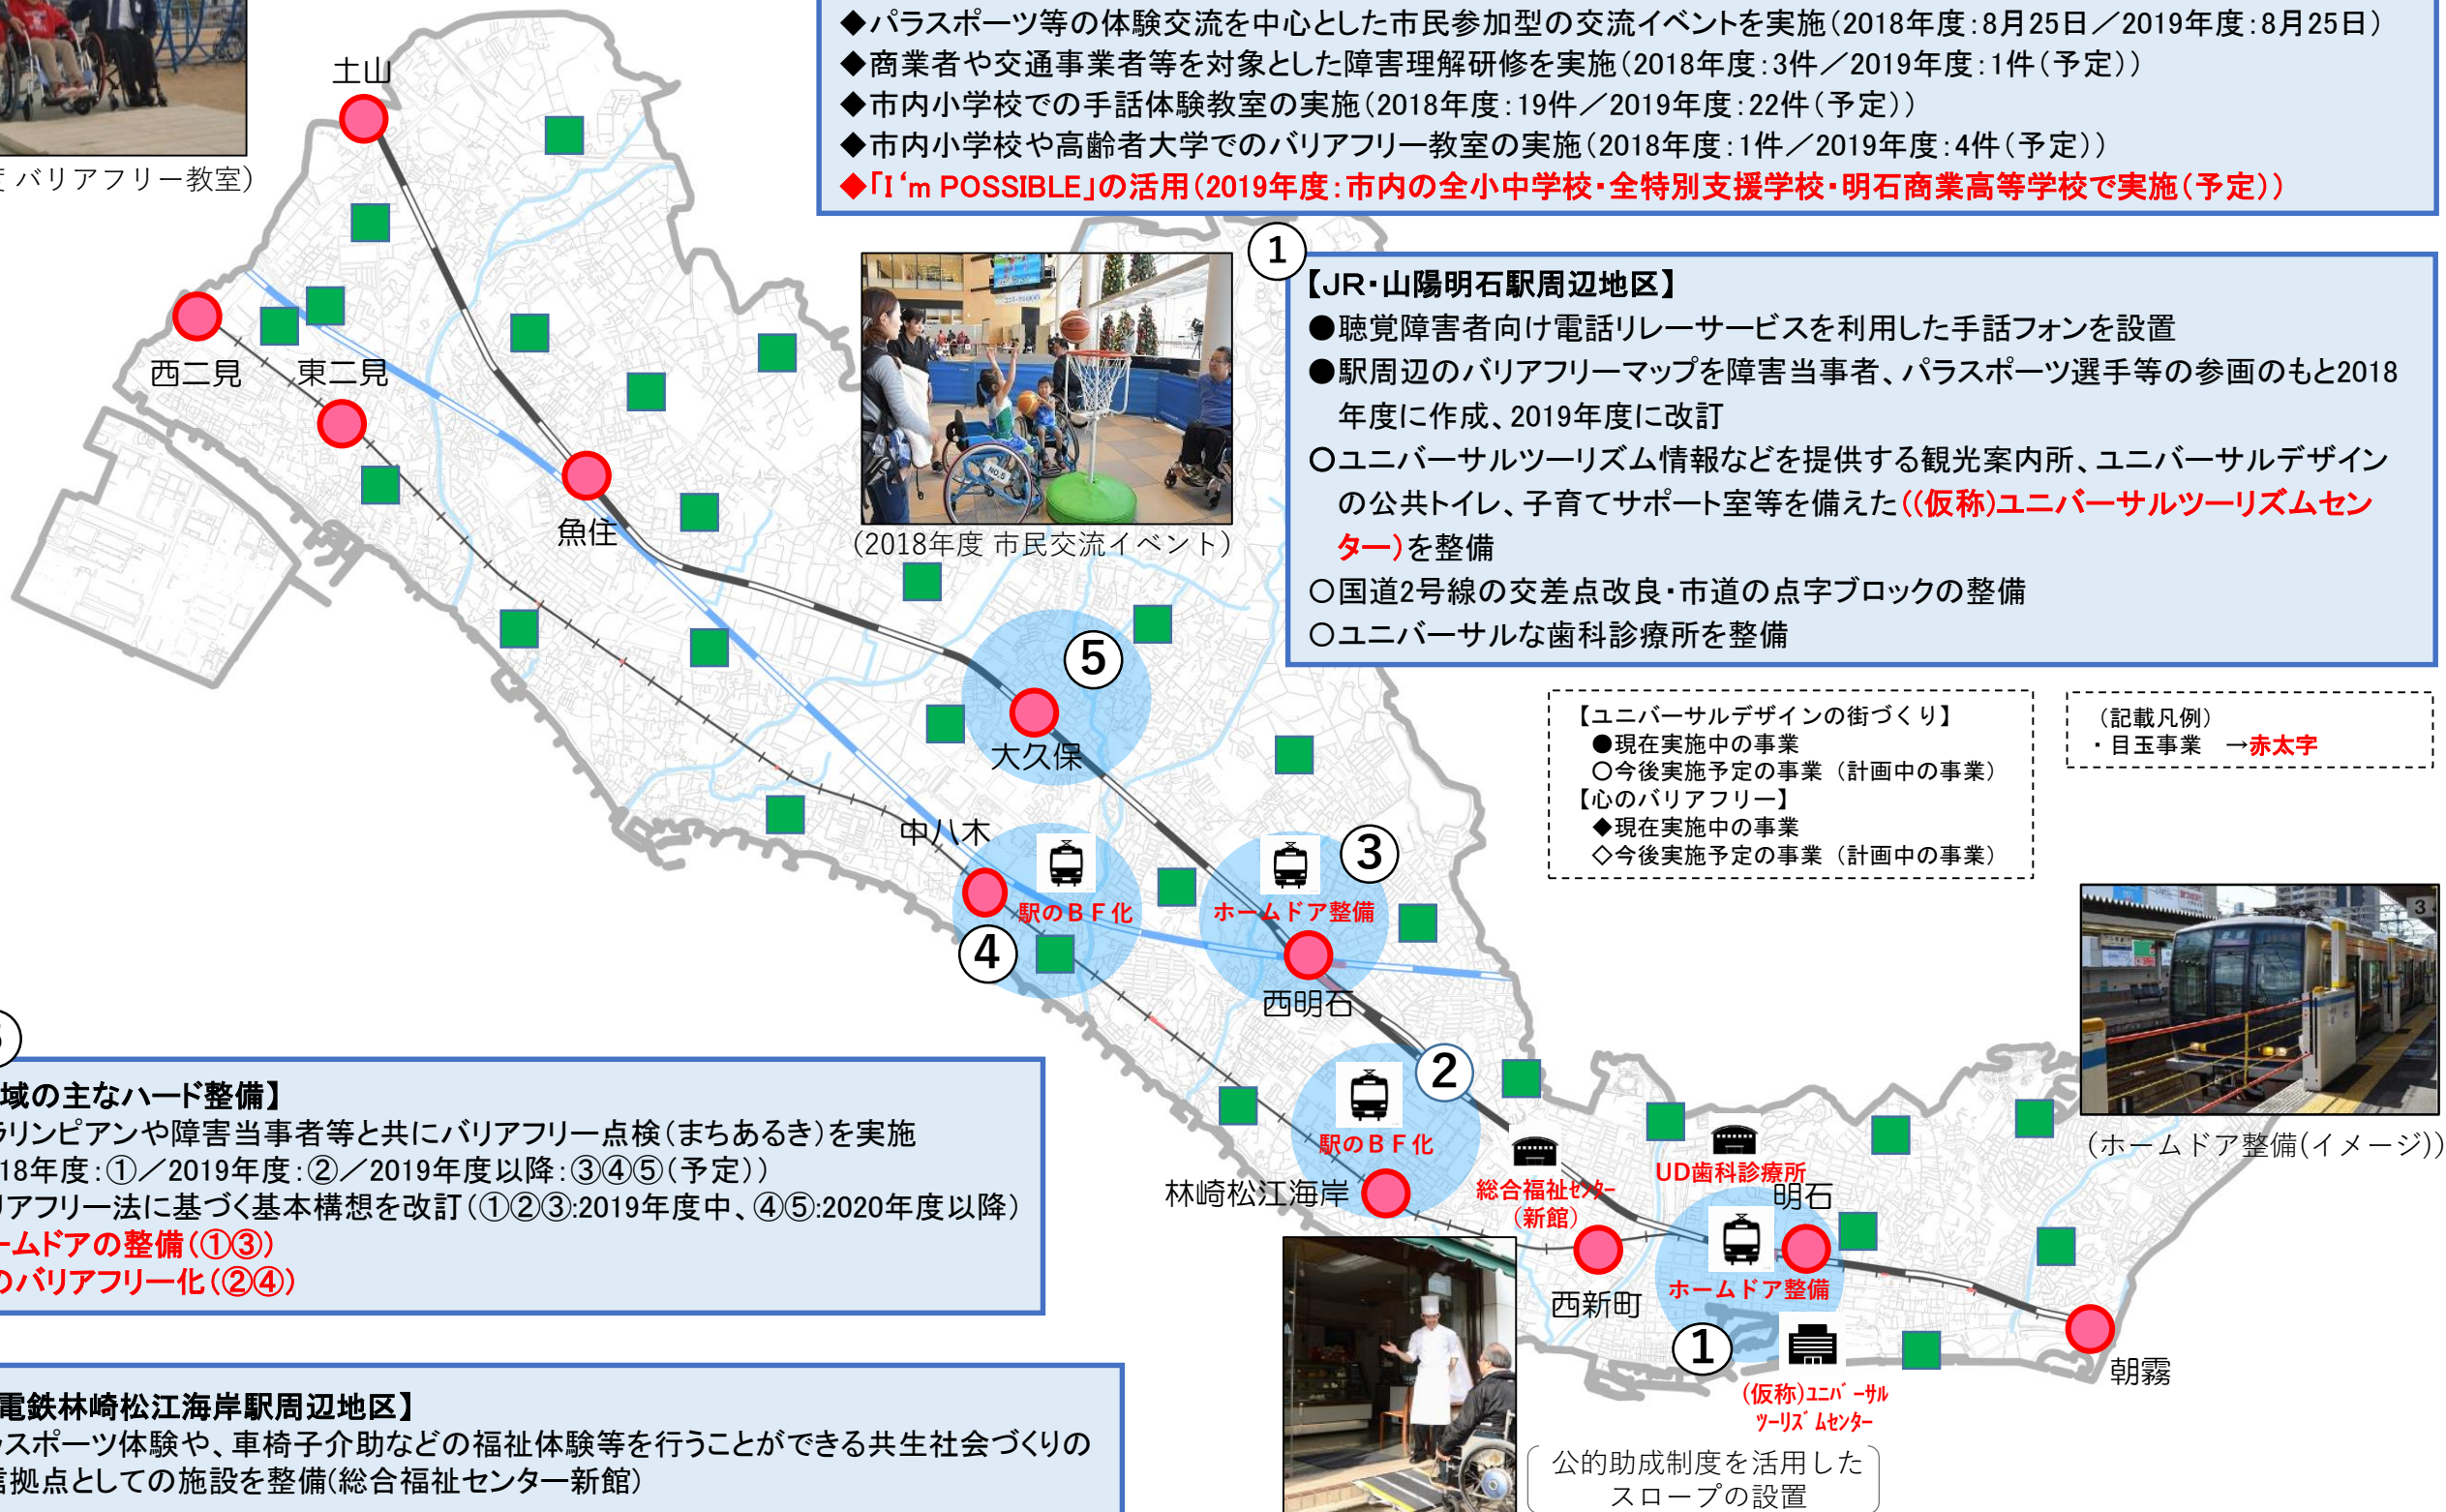 ◆パラスポーツ等の体験交流を中心とした市民参加型の交流イベントを実施(2018年度:8月25日/2019年度:8月25日)
◆商業者や交通事業者等を対象とした障害理解研修を実施(2018年度:3件/2019年度:1件(予定))
◆市内小学校での手話体験教室の実施(2018年度:19件/2019年度:22件(予定))
◆市内小学校や高齢者大学でのバリアフリー教室の実施(2018年度:1件/2019年度:4件(予定))
◆「I‘m POSSIBLE」の活用(2019年度:市内の全小中学校・全特別支援学校・明石商業高等学校で実施(予定))
バリアフリー教室)
土山
西二見
東二見
魚住
(2018年度 市民交流イベント)
①
【JR・山陽明石駅周辺地区】
●聴覚障害者向け電話リレーサービスを利用した手話フォンを設置
●駅周辺のバリアフリーマップを障害当事者、パラスポーツ選手等の参画のもと2018
年度に作成、2019年度に改訂
○ユニバーサルツーリズム情報などを提供する観光案内所、ユニバーサルデザイン
の公共トイレ、子育てサポート室等を備えた((仮称)ユニバーサルツーリズムセン
ター)を整備
○国道2号線の交差点改良・市道の点字ブロックの整備
○ユニバーサルな歯科診療所を整備
【ユニバーサルデザインの街づくり】
●現在実施中の事業
○今後実施予定の事業(計画中の事業)
【心のバリアフリー】
◆現在実施中の事業
◇今後実施予定の事業(計画中の事業)
(記載凡例)
・目玉事業 →赤太字
⑤
大久保
中八木
駅のBF化
④
③
ホームドア整備
西明石
②
駅のBF化
林崎松江海岸
総合福祉センター
(新館)
西新町
UD歯科診療所
明石
ホームドア整備
①
(仮称)ユニバーサル
ツーリズムセンター
朝霧
(ホームドア整備(イメージ))
公的助成制度を活用した
スロープの設置
域の主なハード整備】
ラリンピアンや障害当事者等と共にバリアフリー点検(まちあるき)を実施
18年度:①/2019年度:②/2019年度以降:③④⑤(予定))
リアフリー法に基づく基本構想を改訂(①②③:2019年度中、④⑤:2020年度以降)
ームドアの整備(①③)
のバリアフリー化(②④)
電鉄林崎松江海岸駅周辺地区】
スポーツ体験や、車椅子介助などの福祉体験等を行うことができる共生社会づくりの
拠点としての施設を整備(総合福祉センター新館)